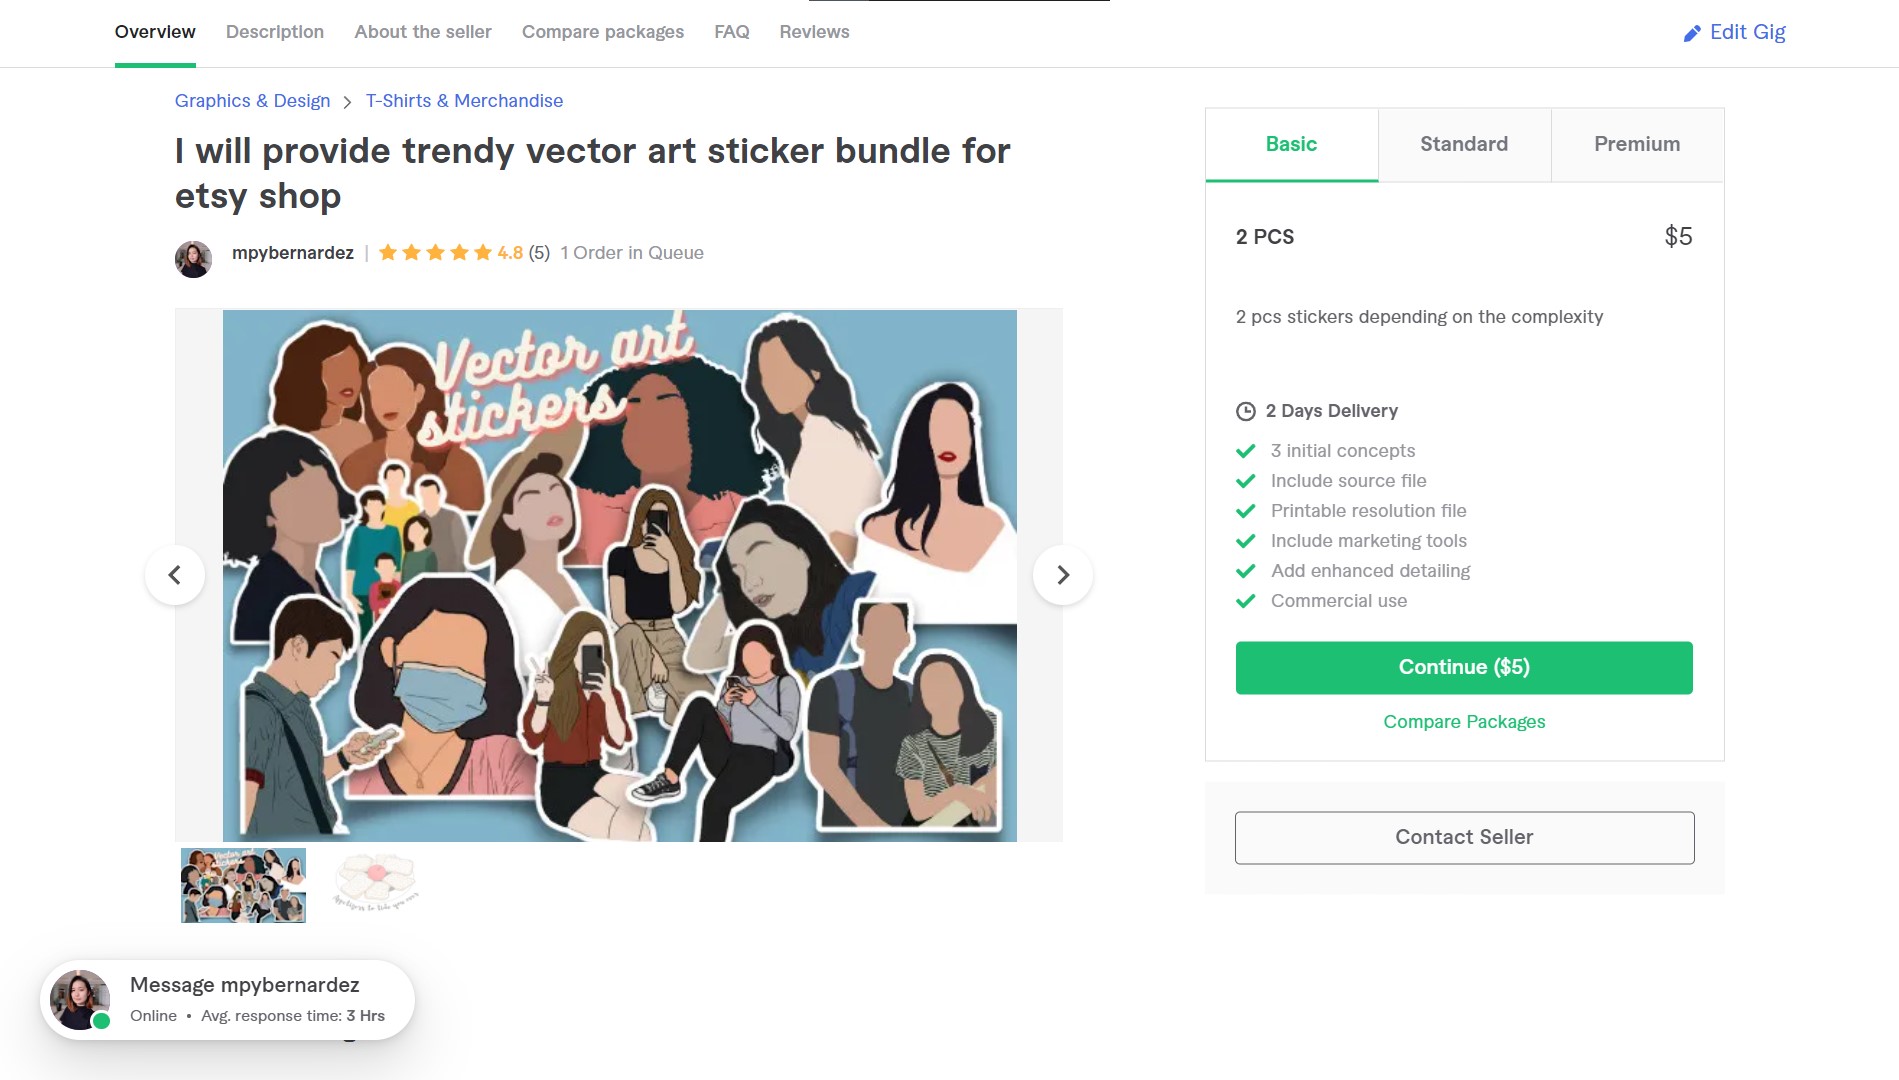 Overview Description About the seller Compare packages FAQ Reviews
Edit Gig
Graphics & Design > T-Shirts & Merchandise
I will provide trendy vector art sticker bundle for
etsy shop
mpybernardez | 4.8 (5) 1 Order in Queue
Vector art
stickers
Basic Standard Premium
2 PCS $5
2 pcs stickers depending on the complexity
2 Days Delivery
3 initial concepts
Include source file
Printable resolution file
Include marketing tools
Add enhanced detailing
Commercial use
Continue ($5)
Compare Packages
Contact Seller
Vector art
stickers
Message mpybernardez
Online • Avg. response time: 3 Hrs